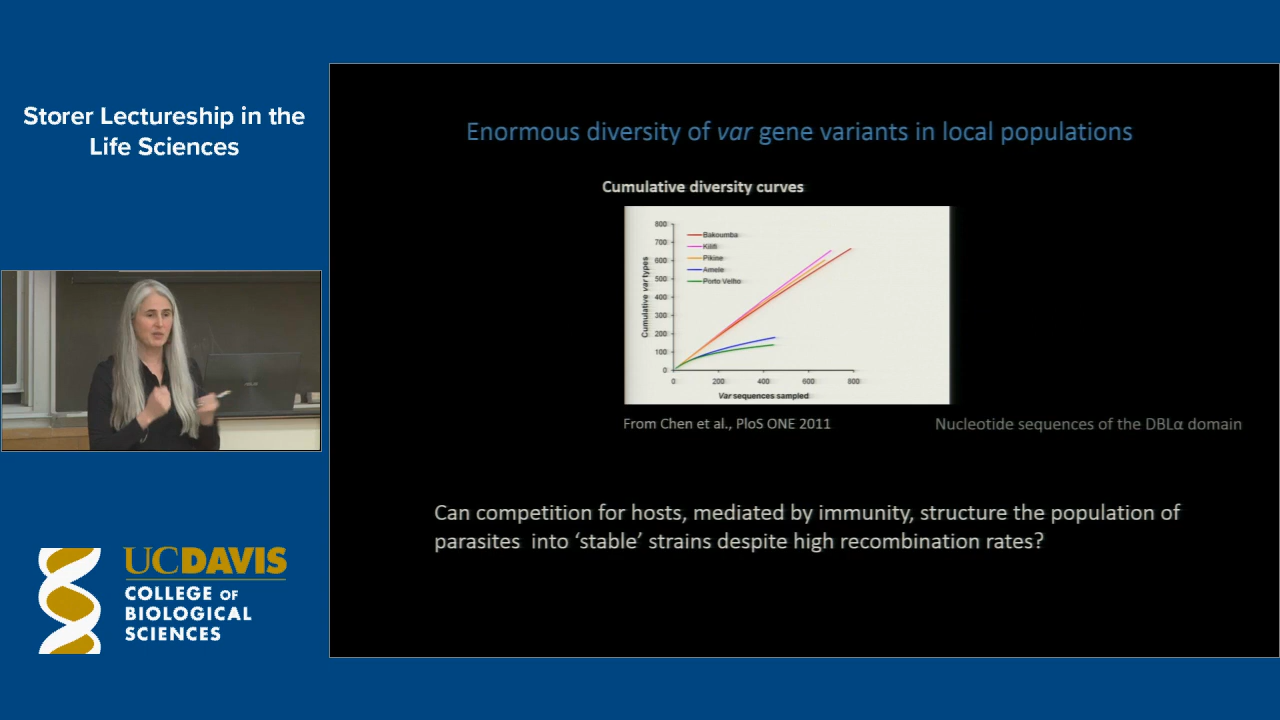 Storer Lectureship in the
Life Sciences
UCDAVIS
COLLEGE OF
BIOLOGICAL
SCIENCES
Enormous diversity of var gene variants in local populations
Cumulative diversity curves
800
700
600
500
400
300
200
100
0
Cumulative var types
Bakoumba
Kilifi
Pikine
Amele
Porto Velho
0 200 400 600 800
Var sequences sampled
From Chen et al., PloS ONE 2011
Nucleotide sequences of the DBLα domain
Can competition for hosts, mediated by immunity, structure the population of
parasites into ‘stable’ strains despite high recombination rates?